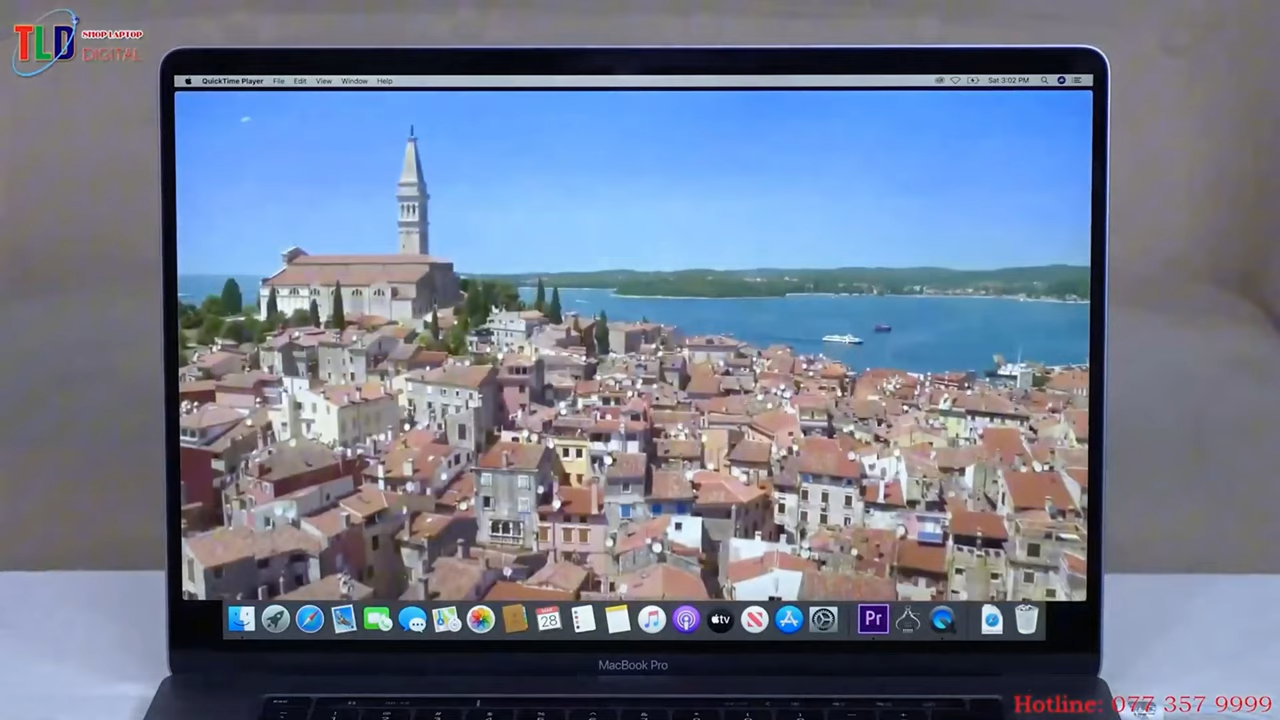 TLD
SHOP LAPTOP
DIGITAL
QuickTime Player File Edit View Window Help
Sat 3:02 PM
28
tv
Pr
MacBook Pro
Hotline: 077 357 9999